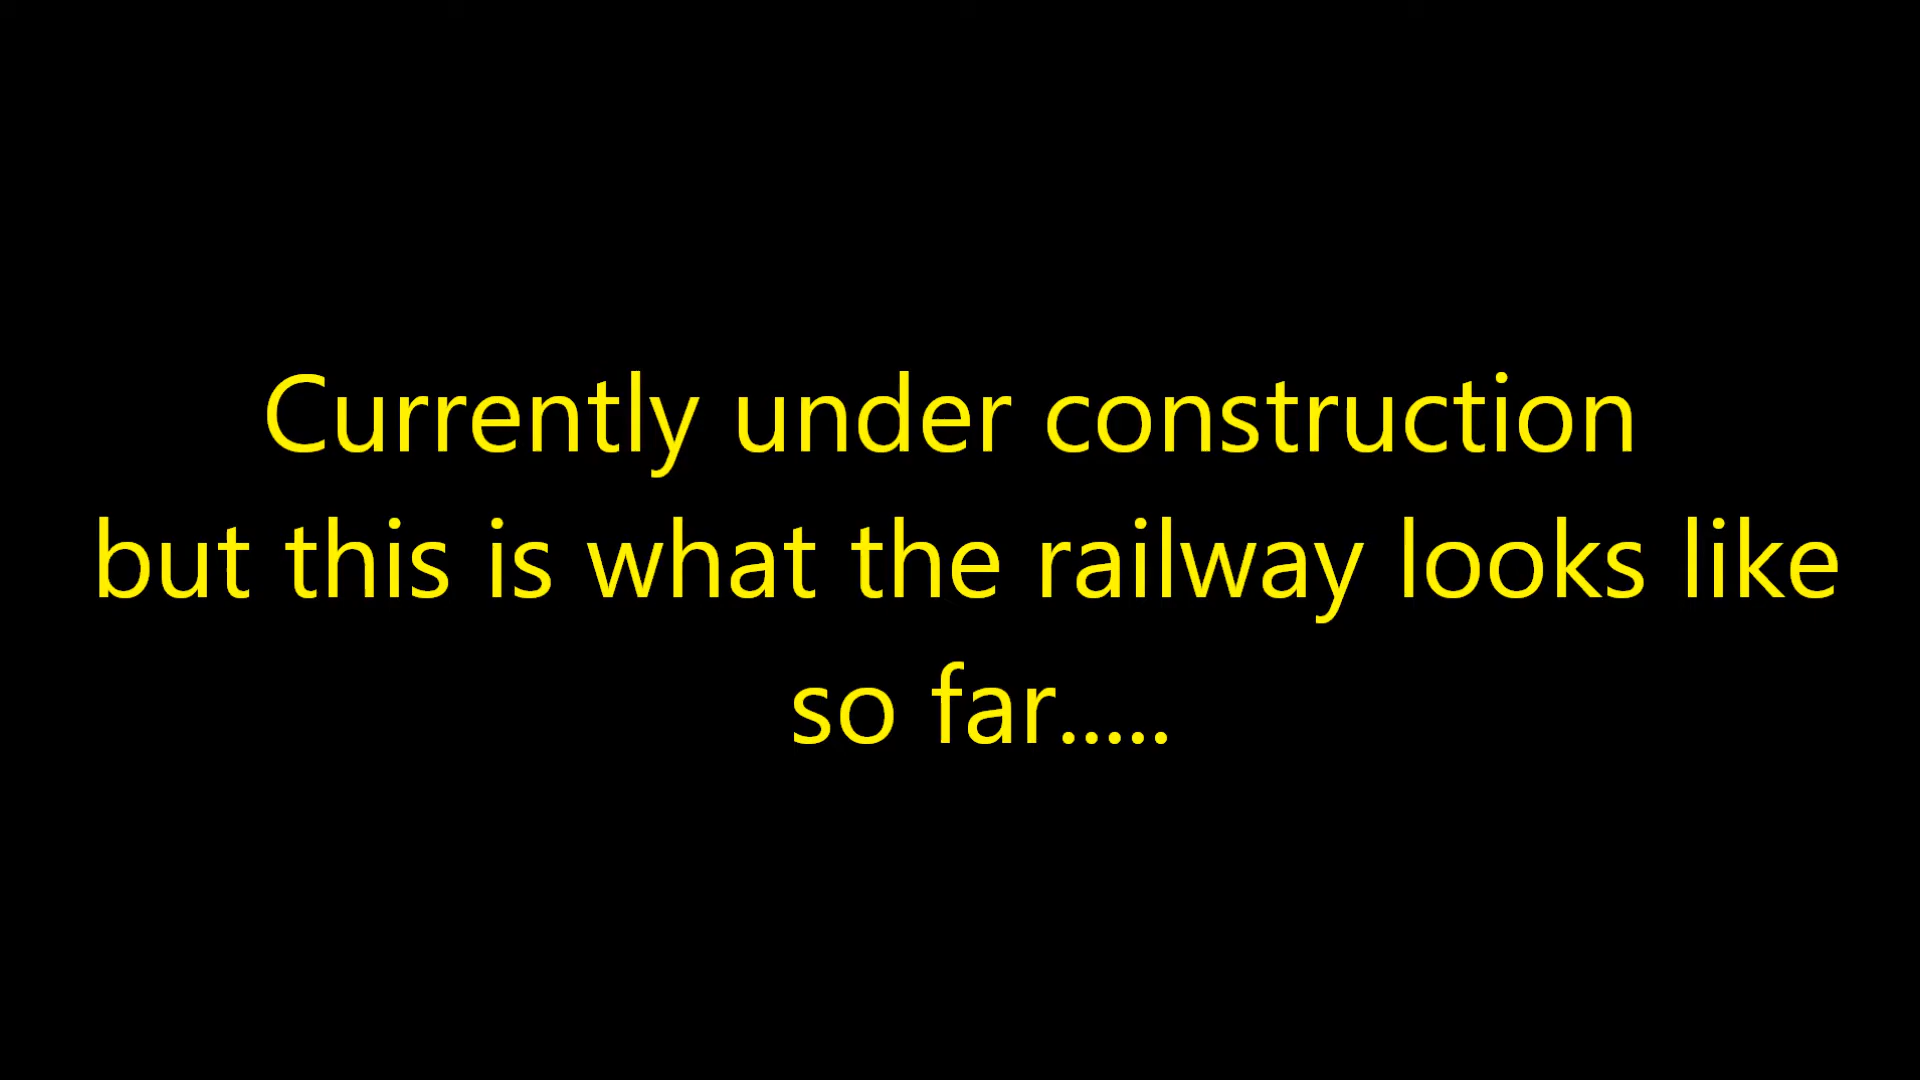 Currently under construction
but this is what the railway looks like
so far.....